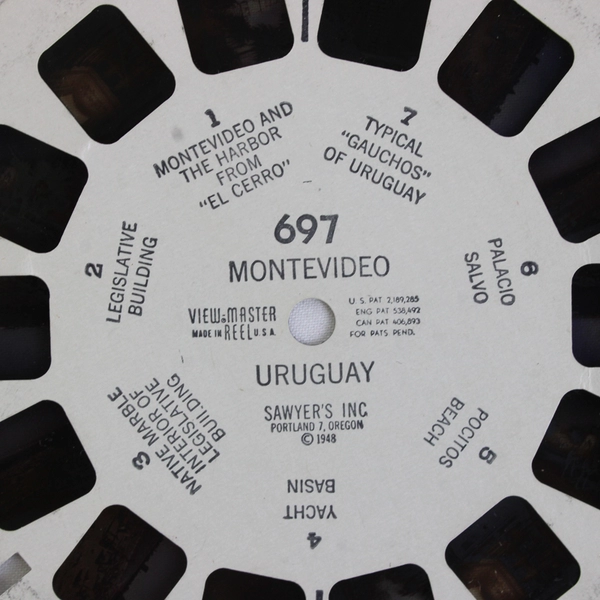 697
MONTEVIDEO
VIEW-MASTER
MADE IN REEL U.S.A.
U.S. PAT 2,189,285
ENG PAT 538,492
CAN PAT 406,893
FOR PATS PEND.
URUGUAY
SAWYER'S INC
PORTLAND 7, OREGON
© 1948
1
MONTEVIDEO AND
THE HARBOR
FROM
"EL CERRO"
2
LEGISLATIVE
BUILDING
3
NATIVE MARBLE
INTERIOR OF
LEGISLATIVE
BUILDING
4
YACHT
BASIN
5
POCITOS
BEACH
6
PALACIO
SALVO
7
TYPICAL
"GAUCHOS"
OF URUGUAY